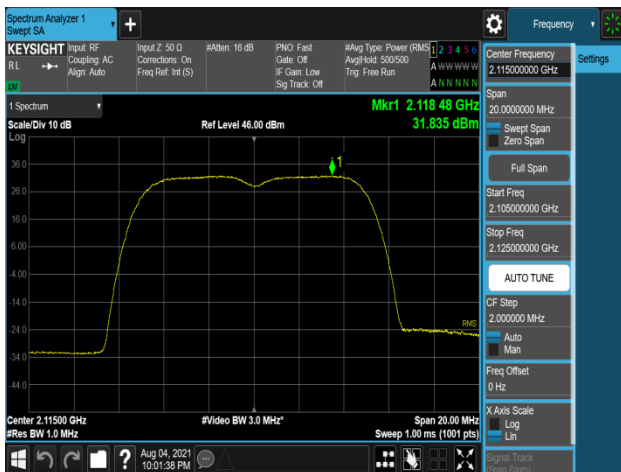 Spectrum Analyzer 1
Swept SA
+
Frequency
KEYSIGHT
RL
Input: RF
Coupling: AC
Align: Auto
Input Z: 50 Ω
Corrections: On
Freq Ref: Int (S)
#Atten: 16 dB
PNO: Fast
Gate: Off
IF Gain: Low
Sig Track: Off
#Avg Type: Power (RMS
Avg|Hold: 500/500
Trig: Free Run
1 2 3 4 5 6
A W W W W W
A N N N N N
LXI
1 Spectrum
Scale/Div 10 dB
Log
Ref Level 46.00 dBm
Mkr1 2.118 48 GHz
31.835 dBm
1
36.0
26.0
16.0
6.00
-4.00
-14.0
-24.0
-34.0
-44.0
RMS
Center 2.11500 GHz
#Res BW 1.0 MHz
#Video BW 3.0 MHz*
Span 20.00 MHz
Sweep 1.00 ms (1001 pts)
Aug 04, 2021
10:01:38 PM
?
Center Frequency
2.115000000 GHz
Settings
Span
20.0000000 MHz
Swept Span
Zero Span
Full Span
Start Freq
2.105000000 GHz
Stop Freq
2.125000000 GHz
AUTO TUNE
CF Step
2.000000 MHz
Auto
Man
Freq Offset
0 Hz
X Axis Scale
Log
Lin
Signal Track
(Span Zoom)